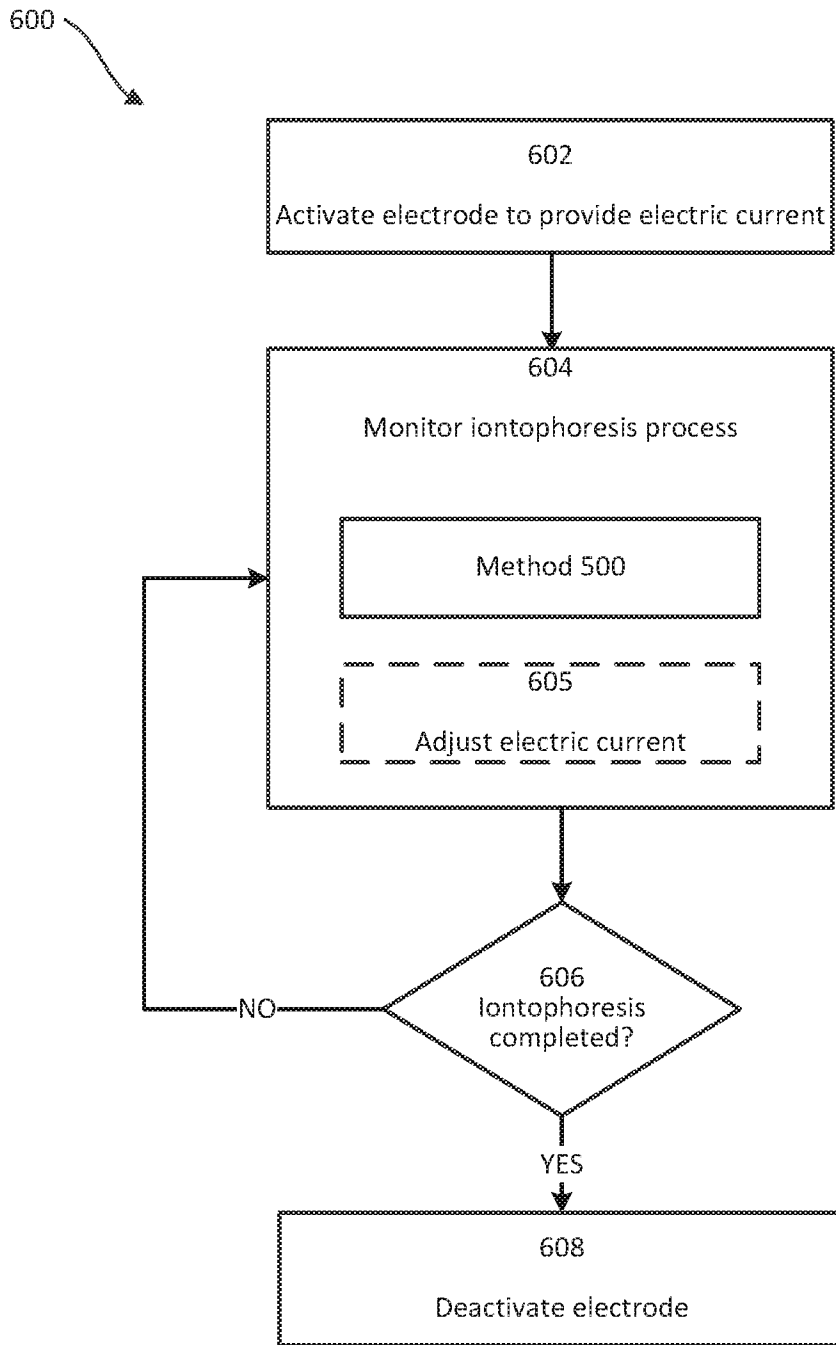 600
602
Activate electrode to provide electric current
604
Monitor iontophoresis process
Method 500
605
Adjust electric current
606
Iontophoresis
completed?
NO
YES
608
Deactivate electrode